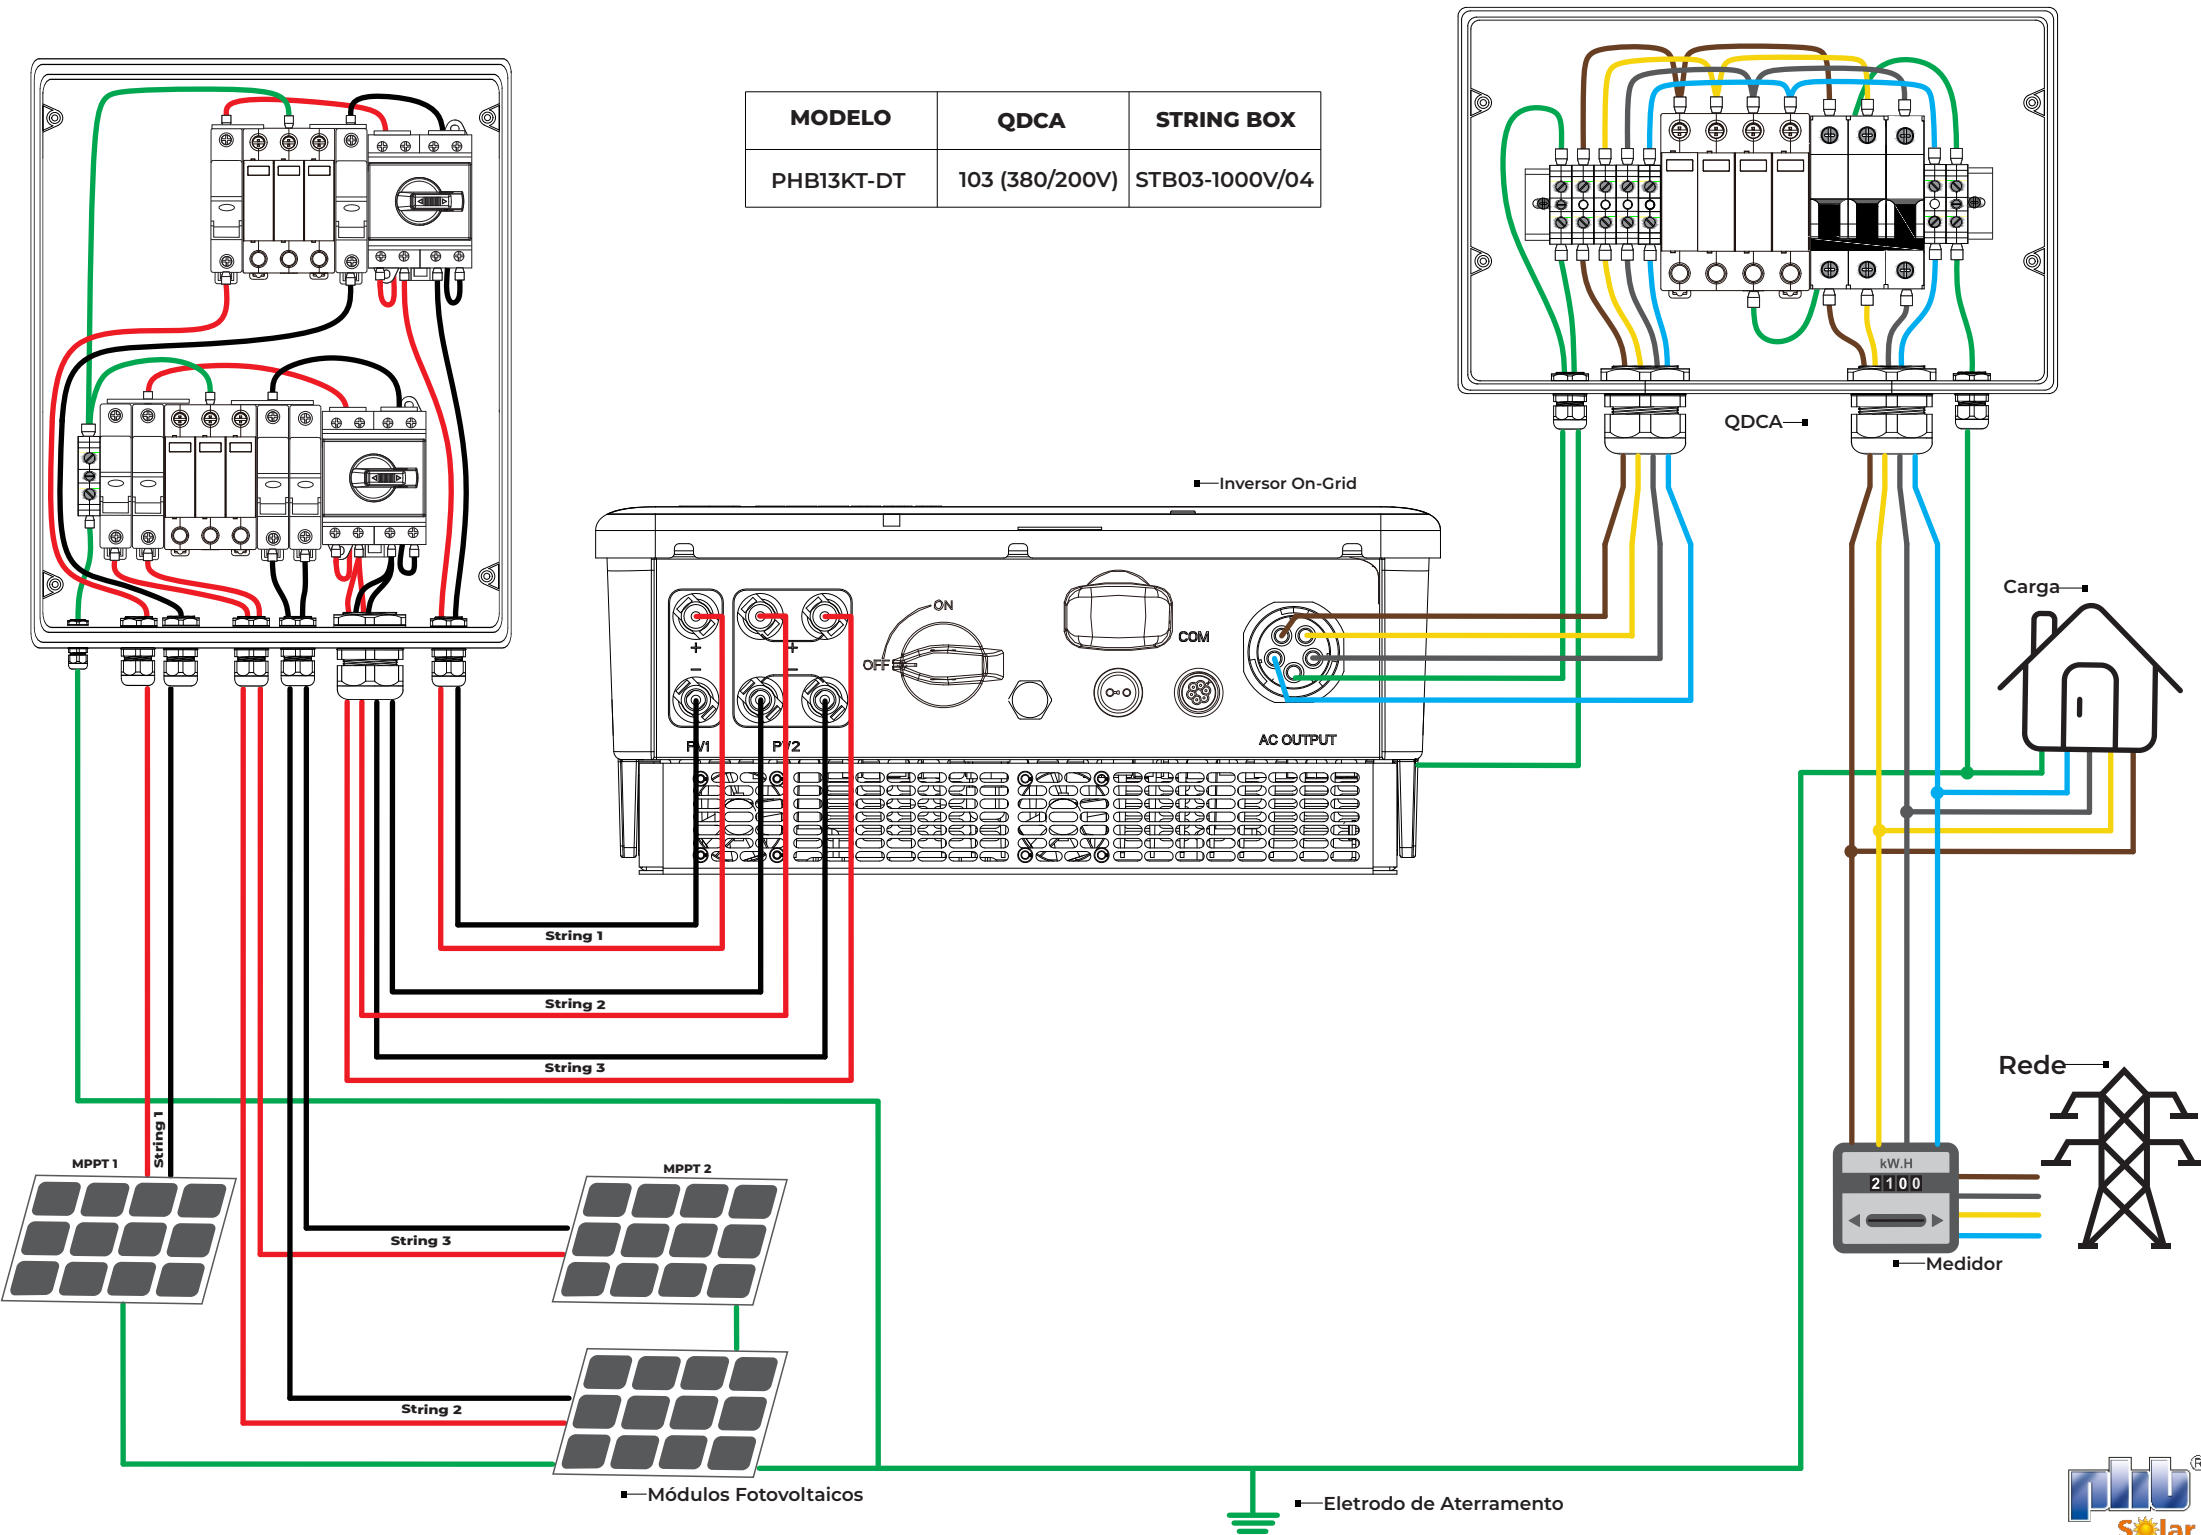 MODELO QDCA STRING BOX
PHB13KT-DT 103 (380/200V) STB03-1000V/04
QDCA
Inversor On-Grid
ON
OFF
COM
+ +
− −
PV1 PV2
AC OUTPUT
Carga
String 1
String 2
String 3
Rede
String 1
MPPT 1
MPPT 2
kW.H
2100
String 3
Medidor
String 2
Módulos Fotovoltaicos
Eletrodo de Aterramento
phb®
Solar